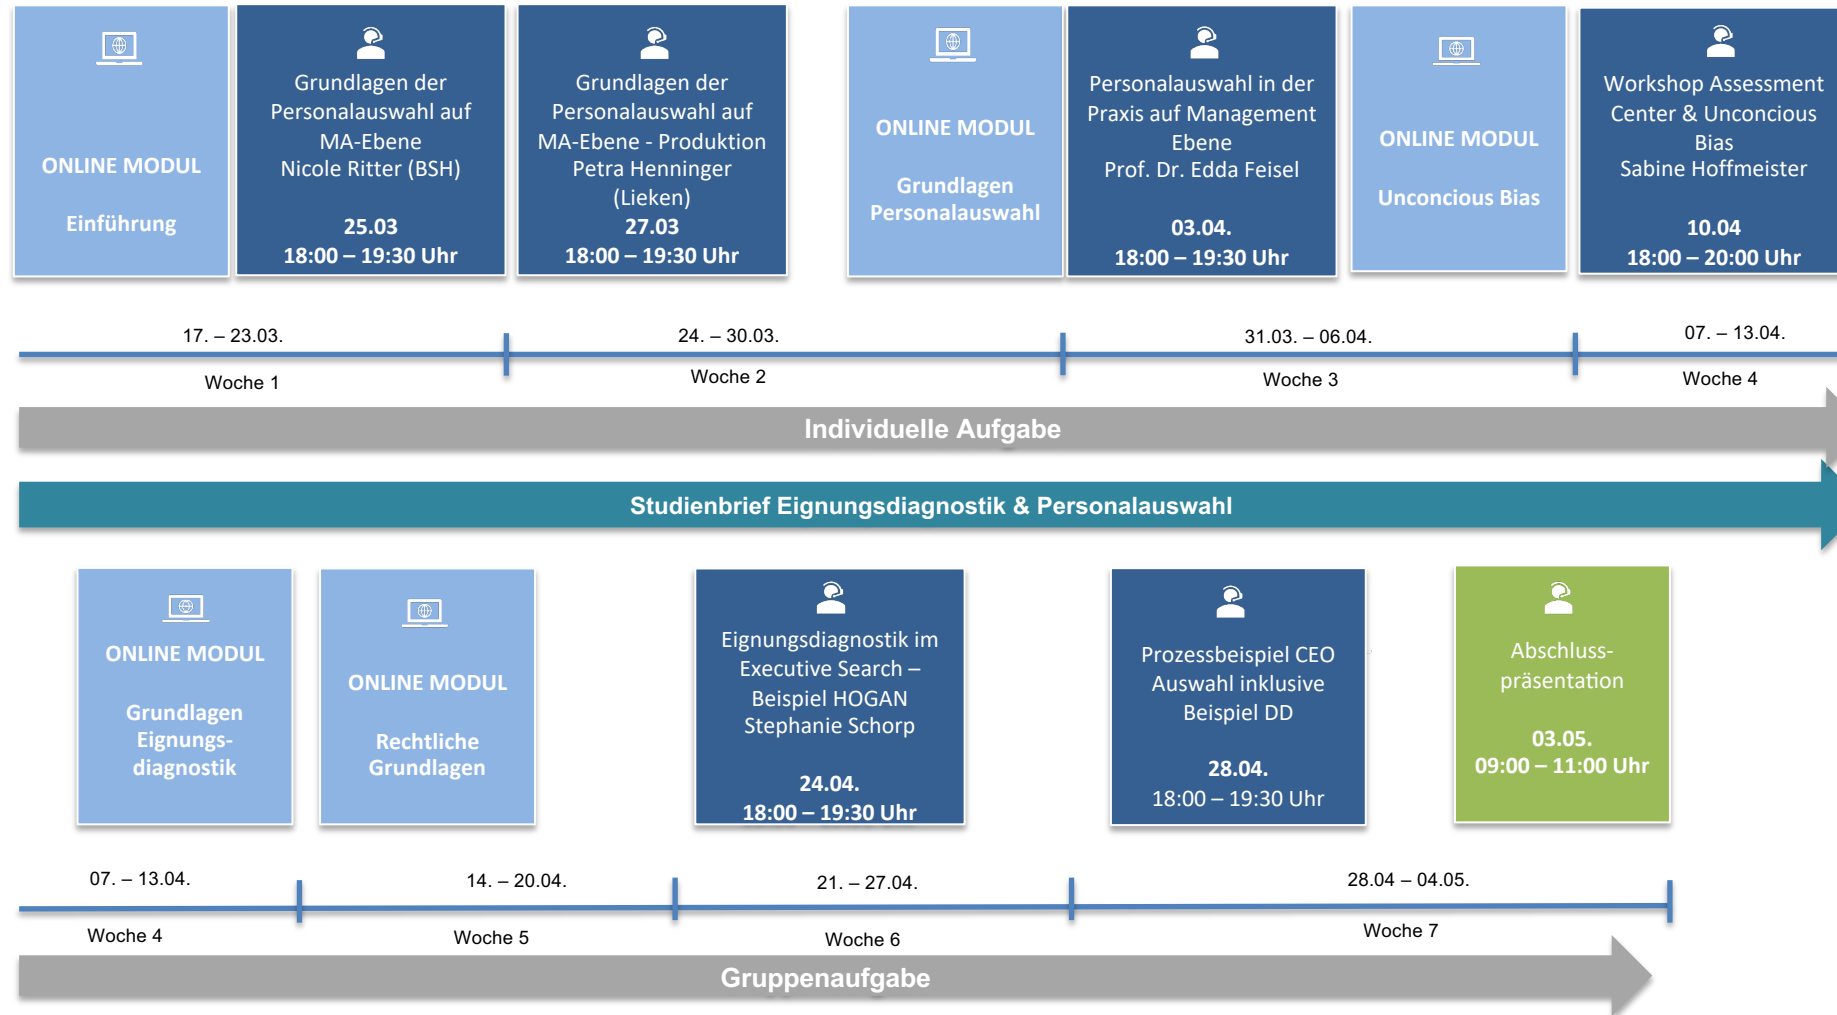 ONLINE MODUL
Einführung
Grundlagen der
Personalauswahl auf
MA-Ebene
Nicole Ritter (BSH)
25.03
18:00 – 19:30 Uhr
Grundlagen der
Personalauswahl auf
MA-Ebene - Produktion
Petra Henninger
(Lieken)
27.03
18:00 – 19:30 Uhr
ONLINE MODUL
Grundlagen
Personalauswahl
Personalauswahl in der
Praxis auf Management
Ebene
Prof. Dr. Edda Feisel
03.04.
18:00 – 19:30 Uhr
ONLINE MODUL
Unconcious Bias
Workshop Assessment
Center & Unconcious
Bias
Sabine Hoffmeister
10.04
18:00 – 20:00 Uhr
17. – 23.03.
24. – 30.03.
31.03. – 06.04.
07. – 13.04.
Woche 1
Woche 2
Woche 3
Woche 4
Individuelle Aufgabe
Studienbrief Eignungsdiagnostik & Personalauswahl
ONLINE MODUL
Grundlagen
Eignungs-
diagnostik
ONLINE MODUL
Rechtliche
Grundlagen
Eignungsdiagnostik im
Executive Search –
Beispiel HOGAN
Stephanie Schorp
24.04.
18:00 – 19:30 Uhr
Prozessbeispiel CEO
Auswahl inklusive
Beispiel DD
28.04.
18:00 – 19:30 Uhr
Abschluss-
präsentation
03.05.
09:00 – 11:00 Uhr
07. – 13.04.
14. – 20.04.
21. – 27.04.
28.04 – 04.05.
Woche 4
Woche 5
Woche 6
Woche 7
Gruppenaufgabe